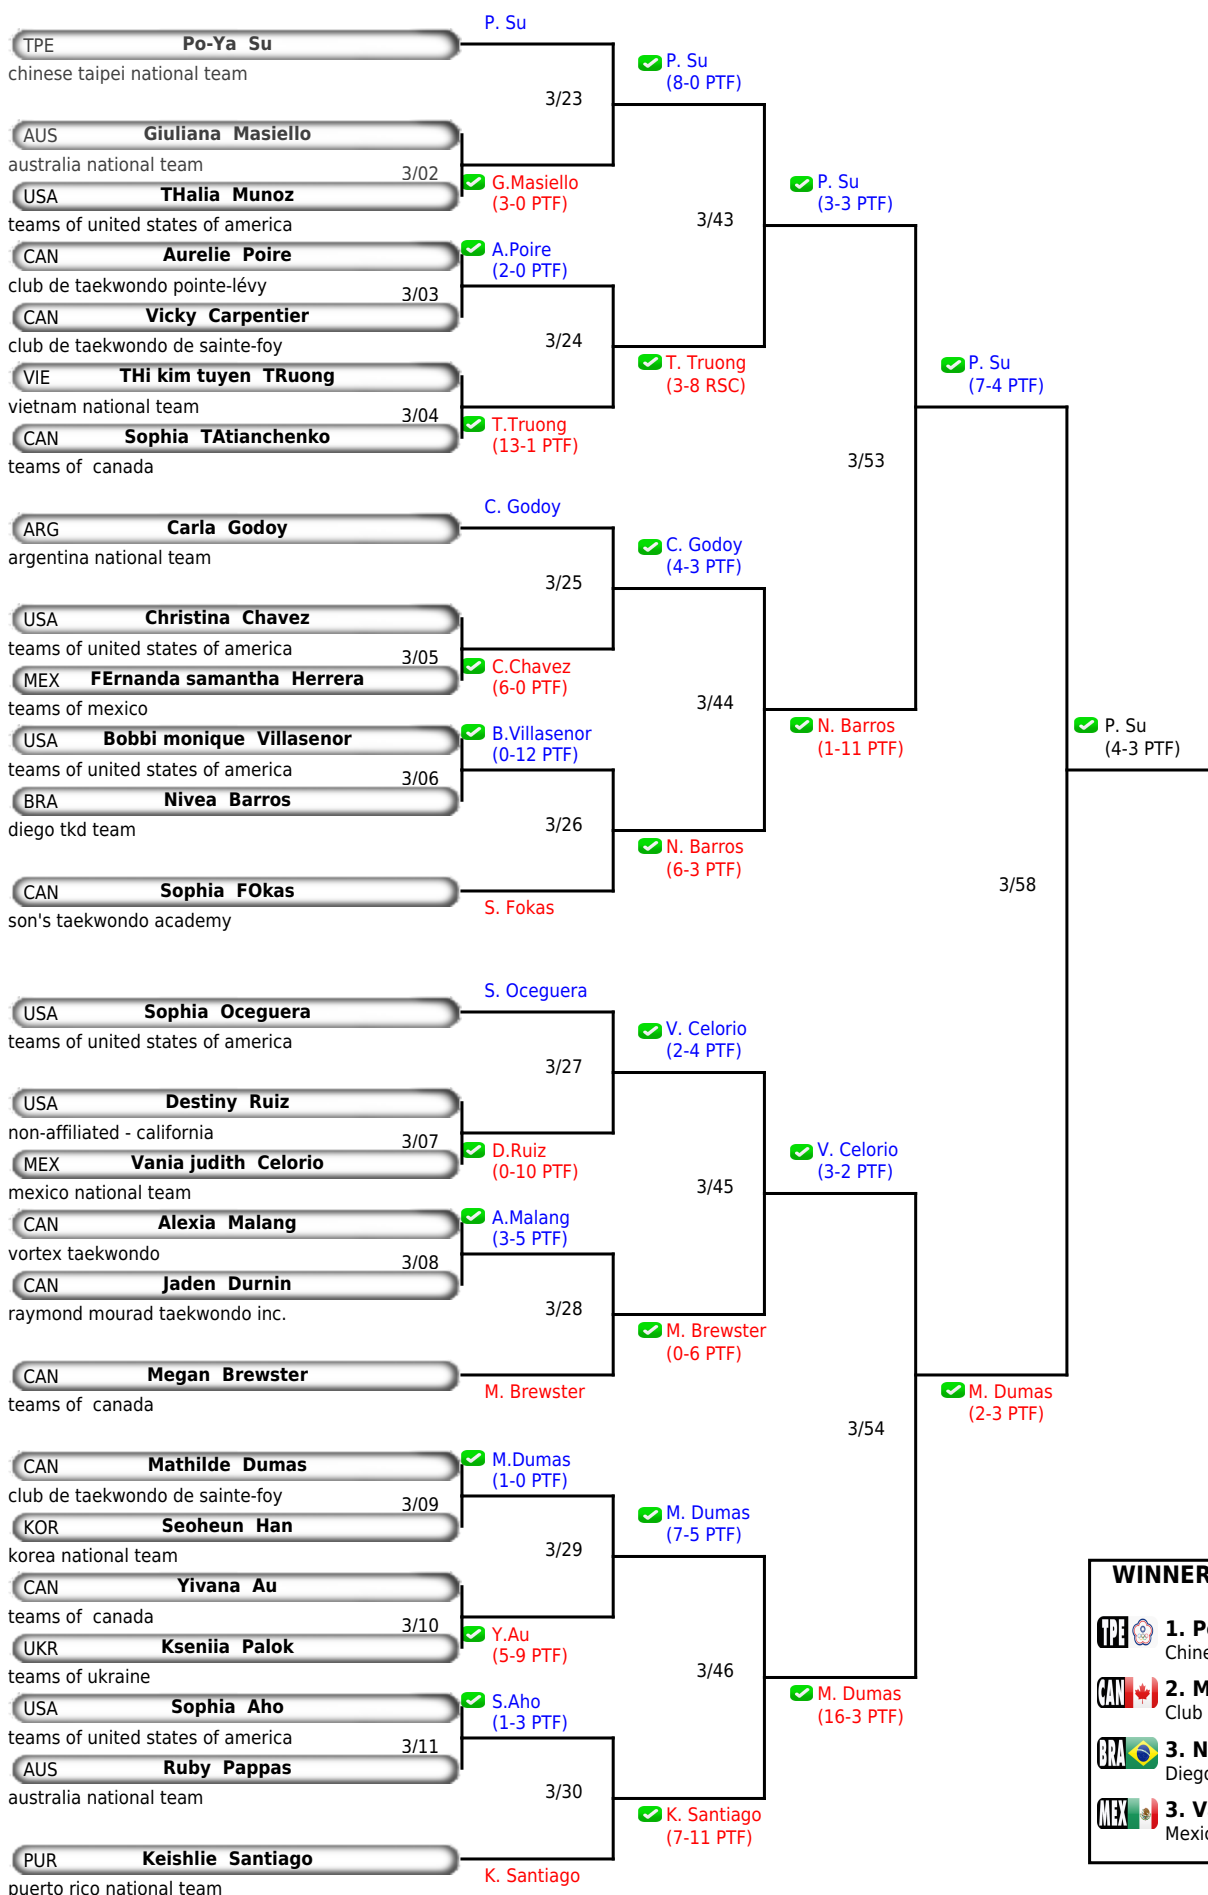 P. Su
TPE Po-Ya Su
chinese taipei national team
P. Su
(8-0 PTF)
3/23
AUS Giuliana Masiello
australia national team
3/02
G.Masiello
(3-0 PTF)
USA THalia Munoz
teams of united states of america
P. Su
(3-3 PTF)
3/43
CAN Aurelie Poire
club de taekwondo pointe-lévy
A.Poire
(2-0 PTF)
3/03
CAN Vicky Carpentier
club de taekwondo de sainte-foy
3/24
T. Truong
(3-8 RSC)
VIE THi kim tuyen TRuong
vietnam national team
3/04
T.Truong
(13-1 PTF)
CAN Sophia TAtianchenko
teams of canada
P. Su
(7-4 PTF)
3/53
C. Godoy
ARG Carla Godoy
argentina national team
C. Godoy
(4-3 PTF)
3/25
USA Christina Chavez
teams of united states of america
3/05
C.Chavez
(6-0 PTF)
MEX FErnanda samantha Herrera
teams of mexico
3/44
N. Barros
(1-11 PTF)
P. Su
(4-3 PTF)
USA Bobbi monique Villasenor
teams of united states of america
B.Villasenor
(0-12 PTF)
3/06
BRA Nivea Barros
diego tkd team
3/26
N. Barros
(6-3 PTF)
CAN Sophia FOkas
son's taekwondo academy
S. Fokas
3/58
S. Oceguera
USA Sophia Oceguera
teams of united states of america
V. Celorio
(2-4 PTF)
3/27
USA Destiny Ruiz
non-affiliated - california
3/07
D.Ruiz
(0-10 PTF)
MEX Vania judith Celorio
mexico national team
V. Celorio
(3-2 PTF)
3/45
CAN Alexia Malang
vortex taekwondo
A.Malang
(3-5 PTF)
3/08
CAN Jaden Durnin
raymond mourad taekwondo inc.
3/28
M. Brewster
(0-6 PTF)
CAN Megan Brewster
teams of canada
M. Brewster
M. Dumas
(2-3 PTF)
3/54
CAN Mathilde Dumas
club de taekwondo de sainte-foy
M.Dumas
(1-0 PTF)
3/09
KOR Seoheun Han
korea national team
M. Dumas
(7-5 PTF)
3/29
CAN Yivana Au
teams of canada
3/10
Y.Au
(5-9 PTF)
UKR Kseniia Palok
teams of ukraine
3/46
M. Dumas
(16-3 PTF)
USA Sophia Aho
teams of united states of america
S.Aho
(1-3 PTF)
3/11
AUS Ruby Pappas
australia national team
3/30
K. Santiago
(7-11 PTF)
PUR Keishlie Santiago
puerto rico national team
K. Santiago
WINNER
TPE 1. P
Chine
CAN 2. M
Club
BRA 3. N
Diego
MEX 3. V
Mexi